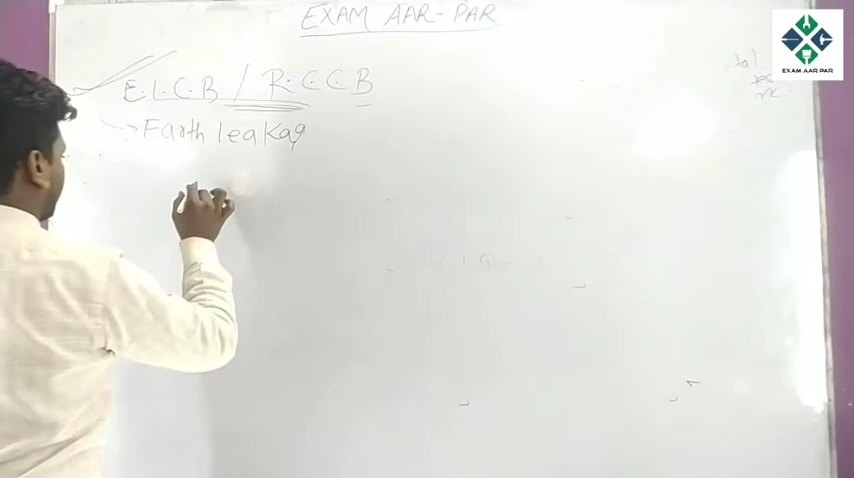 EXAM AAR-PAR
E.L.C.B / R.C.C.B
Earth leakag
EXAM AAR PAR